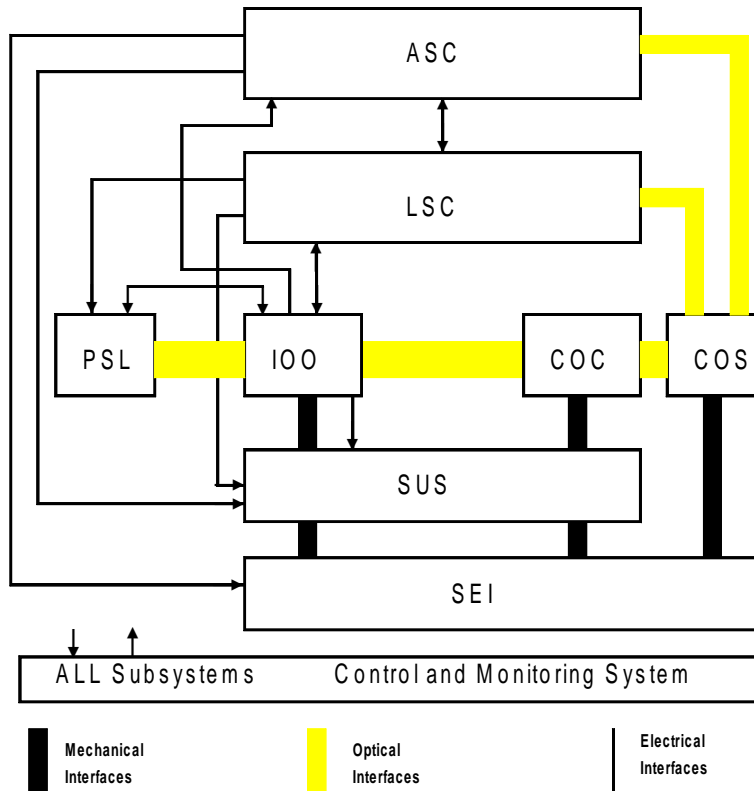 ASC
LSC
PSL
IOO
COC
COS
SUS
SEI
ALL Subsystems Control and Monitoring System
Mechanical
Interfaces
Optical
Interfaces
Electrical
Interfaces